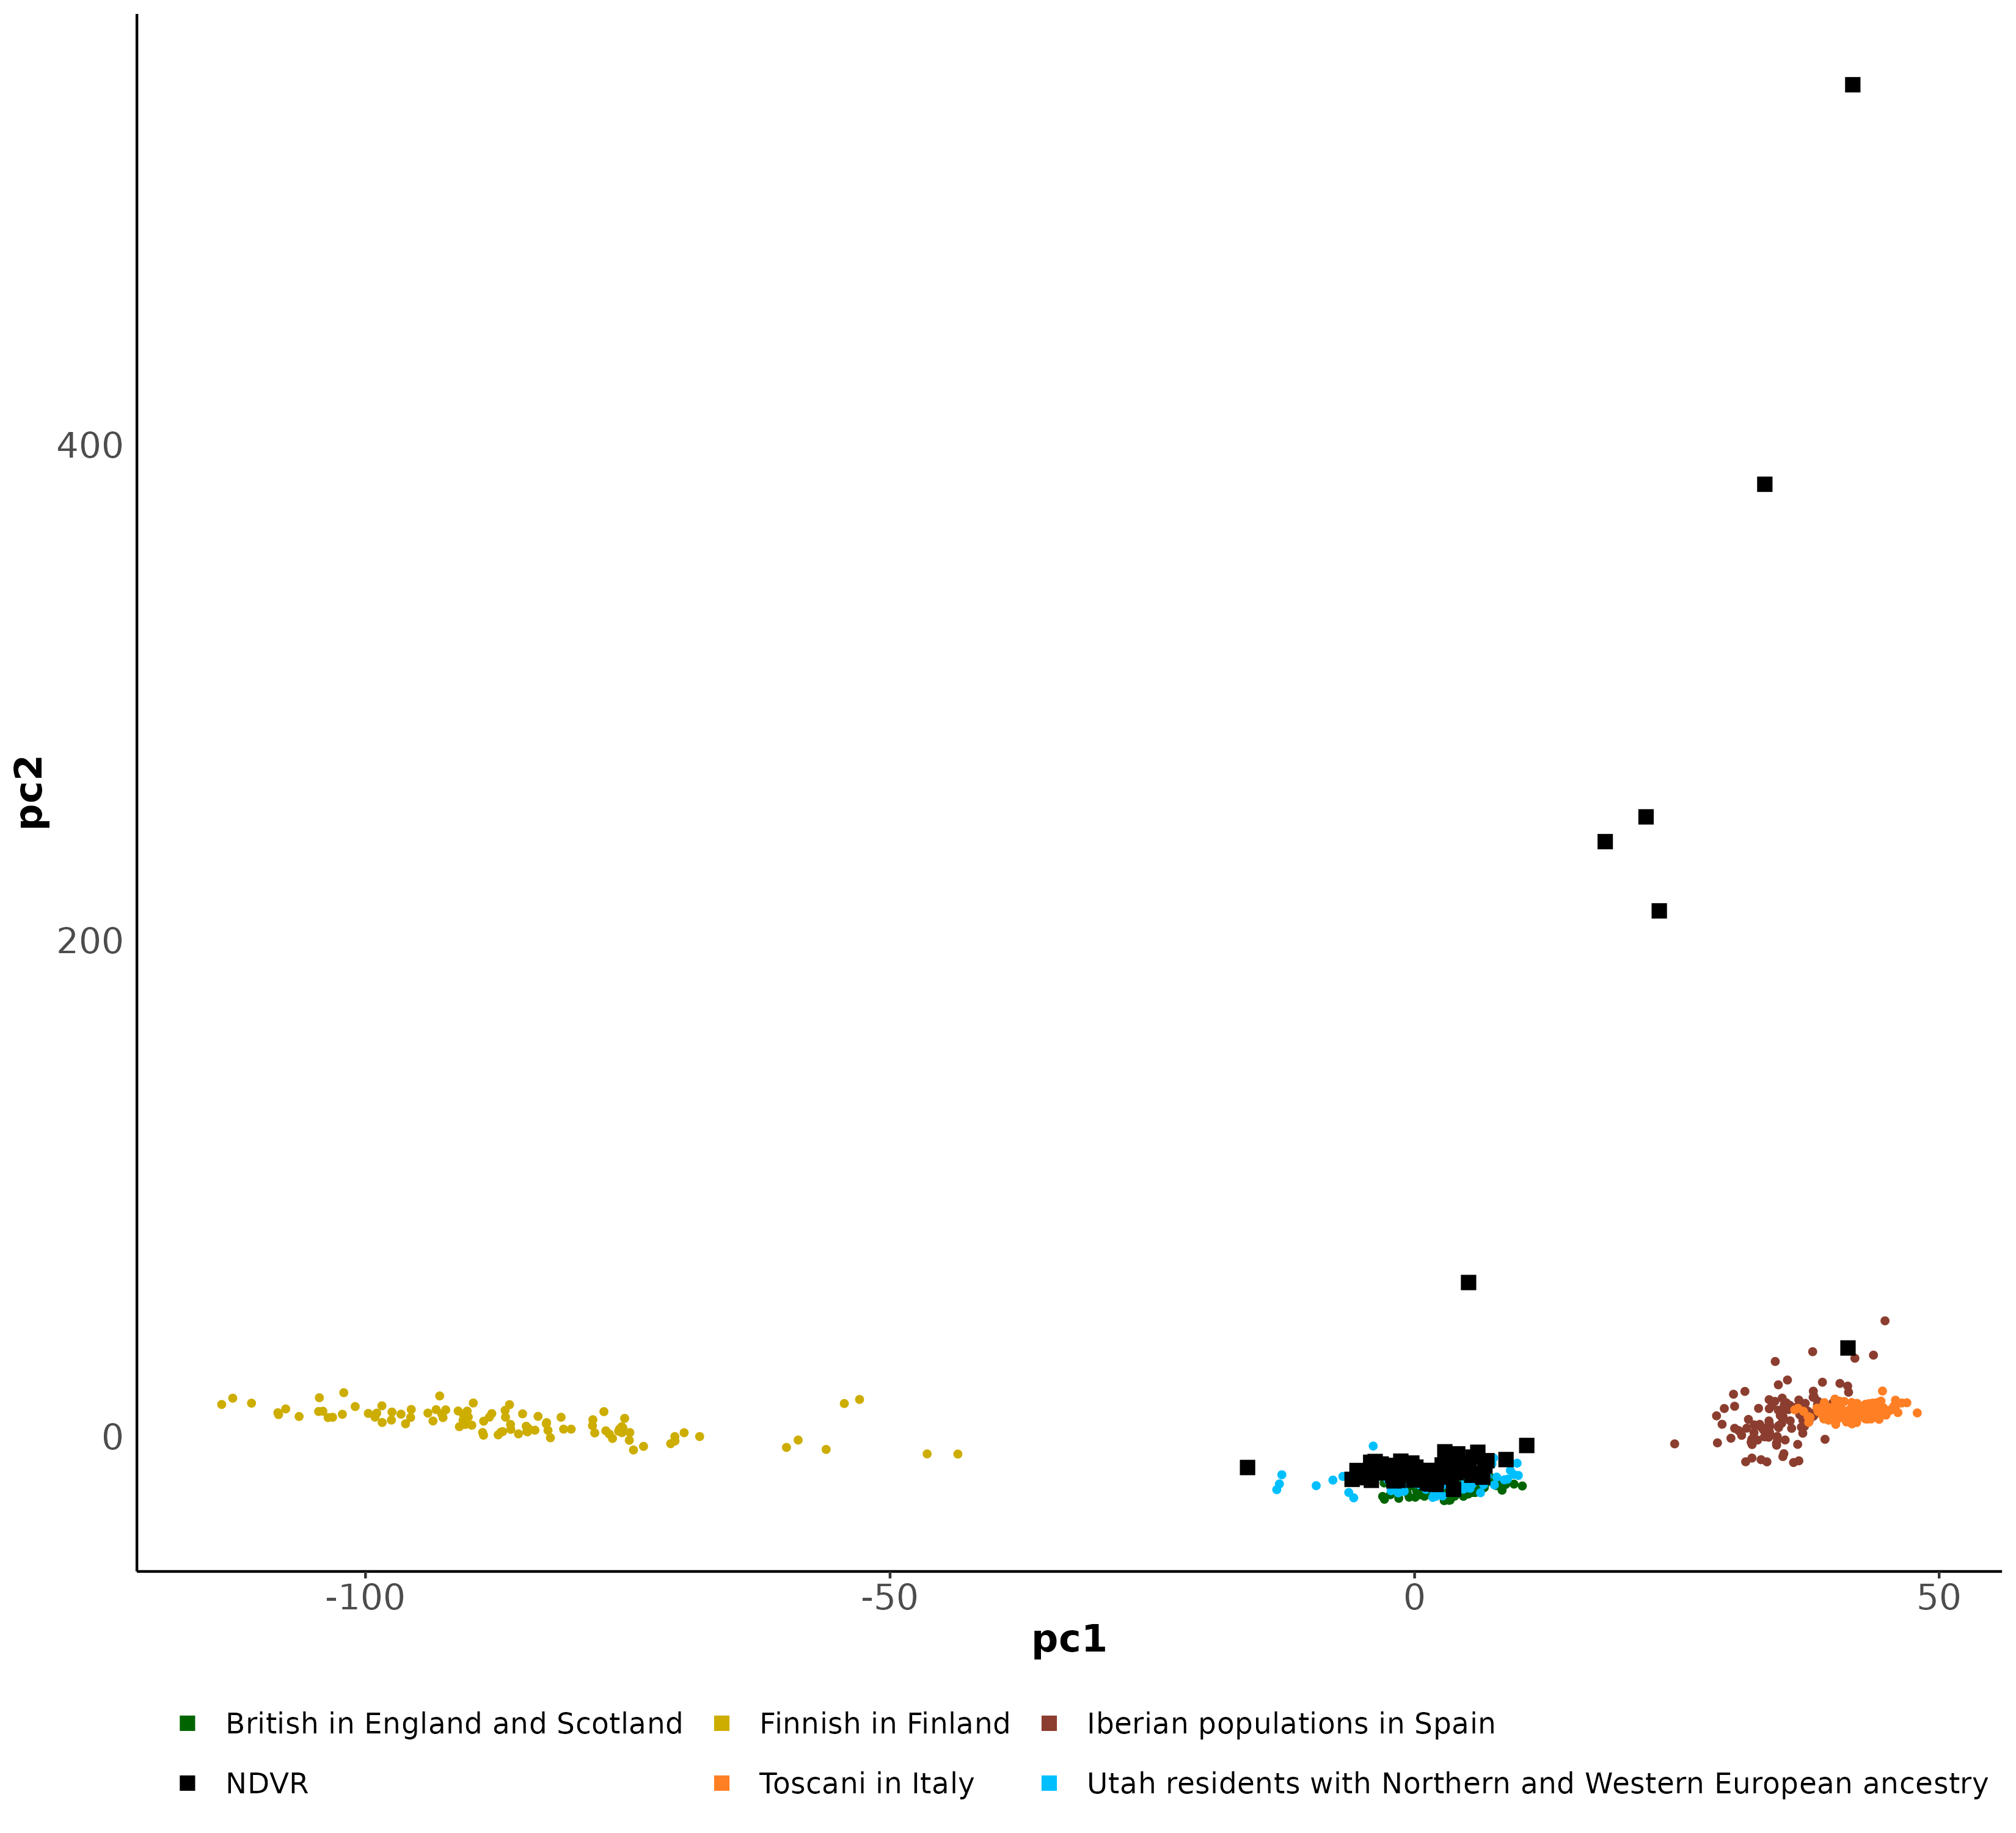 400
200
0
pc2
-100 -50 0 50
pc1
British in England and Scotland Finnish in Finland Iberian populations in Spain
NDVR Toscani in Italy Utah residents with Northern and Western European ancestry